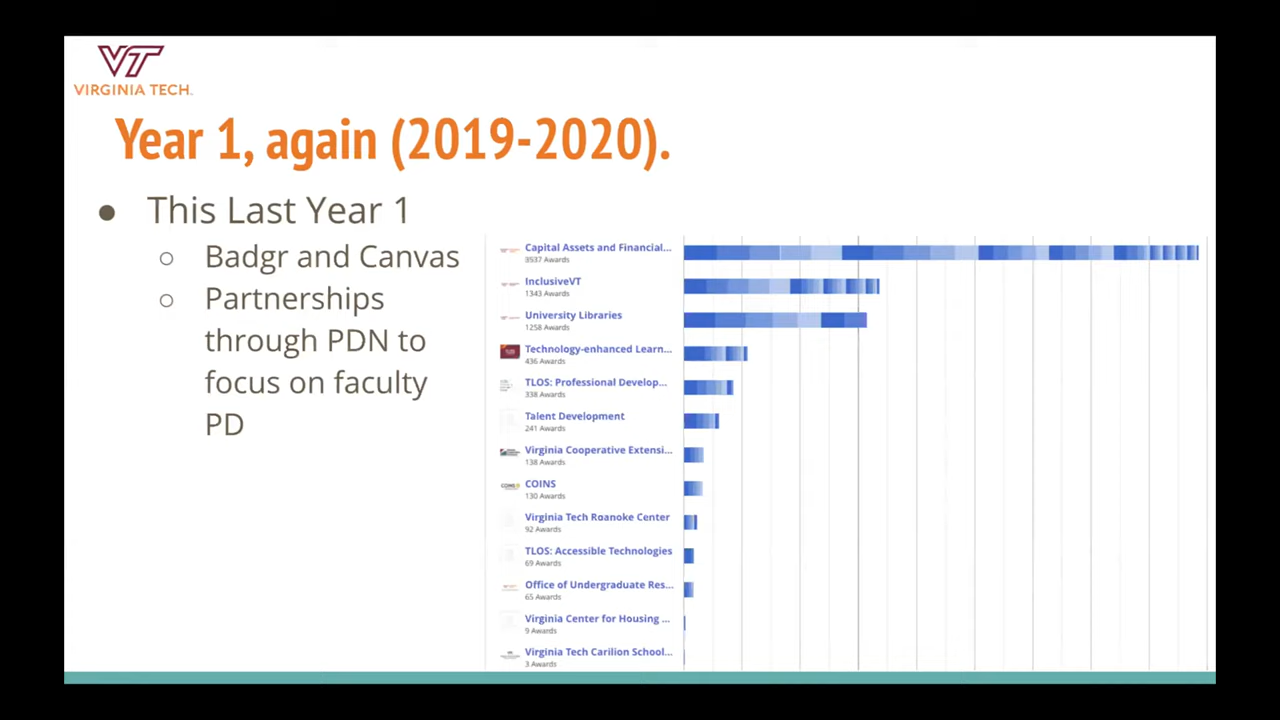 VT
VIRGINIA TECH.
Year 1, again (2019-2020).
● This Last Year 1
○ Badgr and Canvas
○ Partnerships
through PDN to
focus on faculty
PD
Capital Assets and Financial...
3537 Awards
InclusiveVT
1343 Awards
University Libraries
1258 Awards
Technology-enhanced Learn...
436 Awards
TLOS: Professional Develop...
338 Awards
Talent Development
241 Awards
Virginia Cooperative Extensi...
138 Awards
COINS
130 Awards
Virginia Tech Roanoke Center
92 Awards
TLOS: Accessible Technologies
69 Awards
Office of Undergraduate Res...
65 Awards
Virginia Center for Housing ...
9 Awards
Virginia Tech Carilion School...
3 Awards